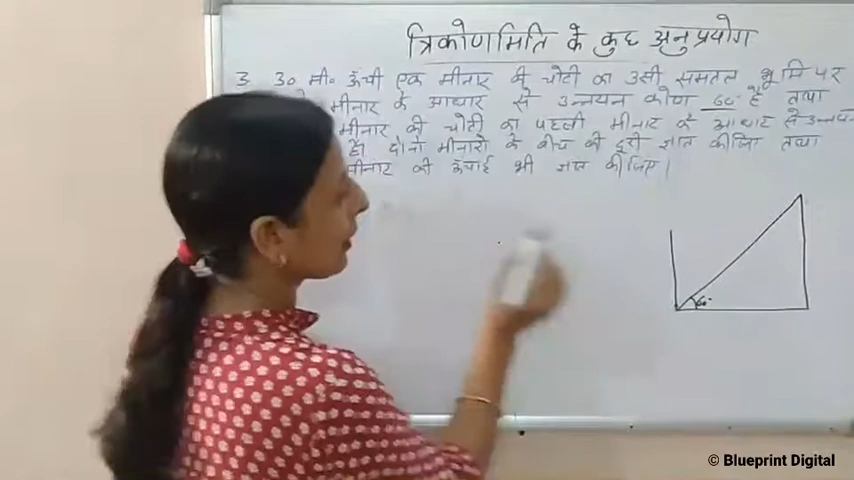 त्रिकोणमिति के कुछ अनुप्रयोग
3 30 मी॰ ऊँची एक मीनार की चोटी का उसी समतल भूमि पर
मीनार के आधार से उन्नयन कोण 60° है तथा
मीनार की चोटी का पहली मीनार के आधार से उन्नयन
है। दोनो मीनारो के बीच की दूरी ज्ञात कीजिए तथा
मीनार की ऊँचाई भी ज्ञात कीजिए।
60°
© Blueprint Digital